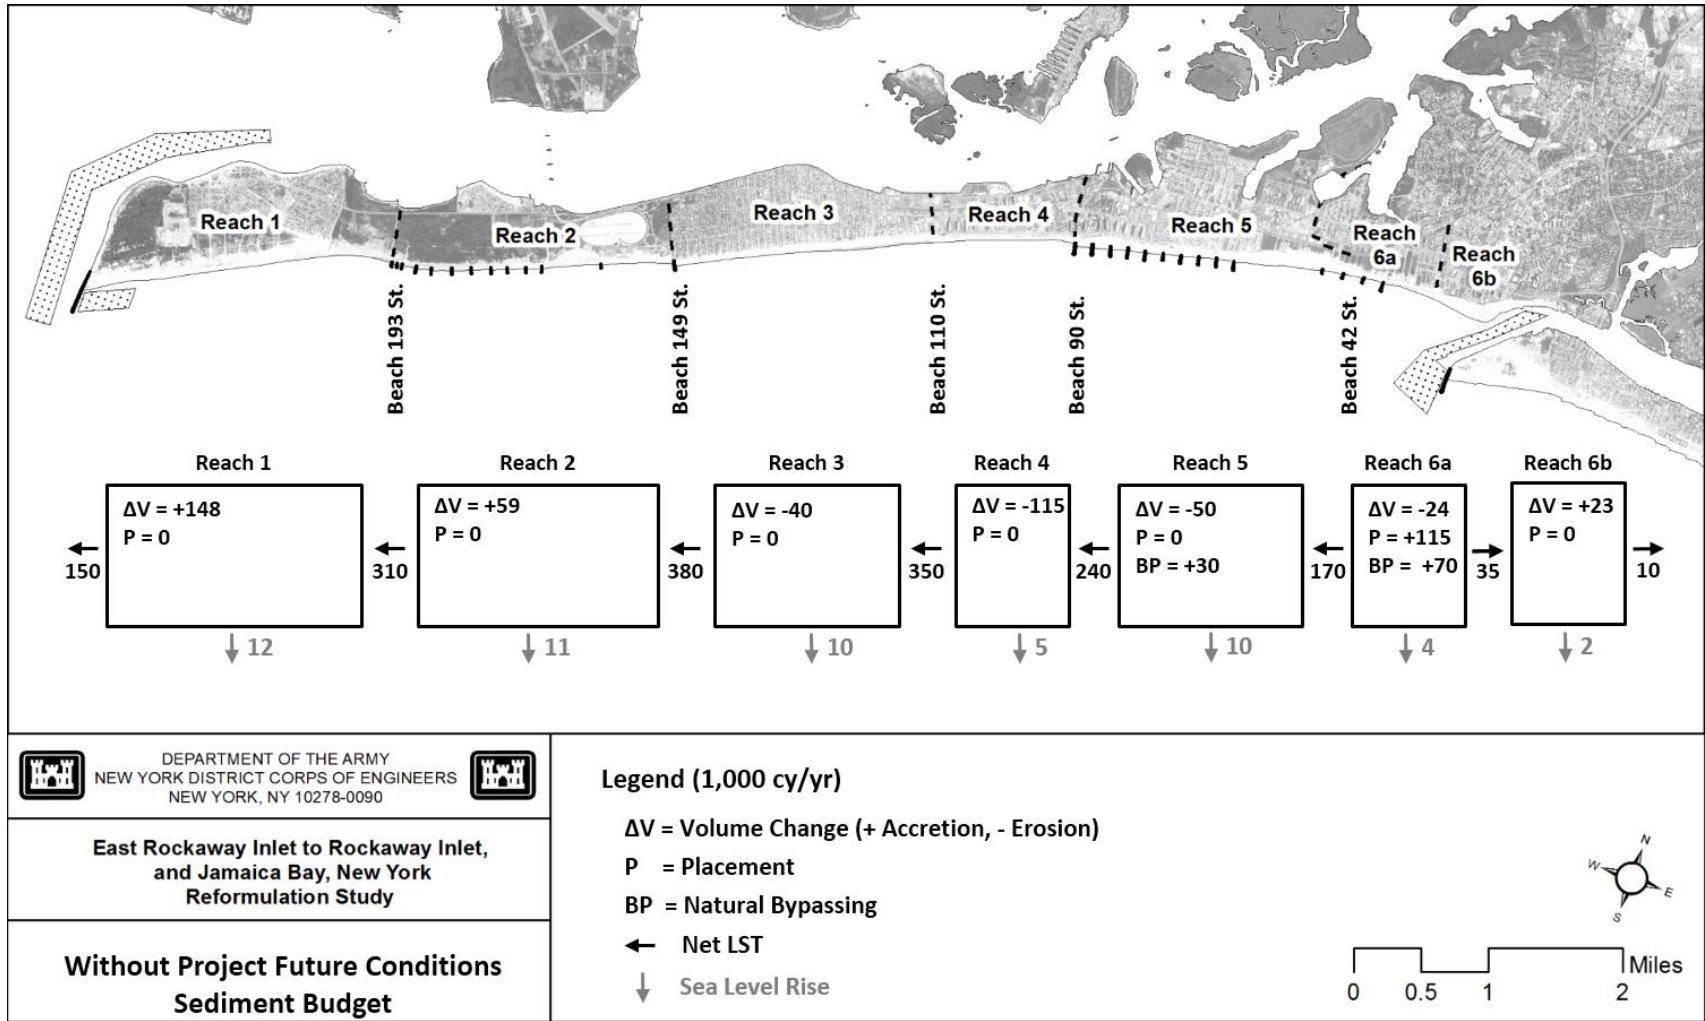 Reach 1
Reach 2
Reach 3
Reach 4
Reach 5
Reach
6a
Reach
6b
Beach 193 St.
Beach 149 St.
Beach 110 St.
Beach 90 St.
Beach 42 St.
Reach 1
Reach 2
Reach 3
Reach 4
Reach 5
Reach 6a
Reach 6b
ΔV = +148
P = 0
ΔV = +59
P = 0
ΔV = -40
P = 0
ΔV = -115
P = 0
ΔV = -50
P = 0
BP = +30
ΔV = -24
P = +115
BP = +70
ΔV = +23
P = 0
150
310
380
350
240
170
35
10
12
11
10
5
10
4
2
DEPARTMENT OF THE ARMY
NEW YORK DISTRICT CORPS OF ENGINEERS
NEW YORK, NY 10278-0090
East Rockaway Inlet to Rockaway Inlet,
and Jamaica Bay, New York
Reformulation Study
Without Project Future Conditions
Sediment Budget
Legend (1,000 cy/yr)
ΔV = Volume Change (+ Accretion, - Erosion)
P = Placement
BP = Natural Bypassing
Net LST
Sea Level Rise
N
W
E
S
Miles
0 0.5 1 2